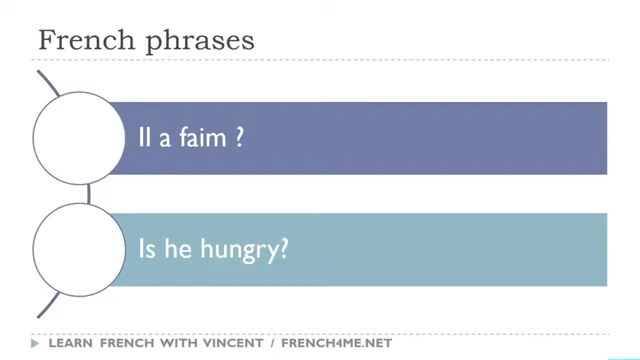 French phrases
Il a faim ?
Is he hungry?
LEARN FRENCH WITH VINCENT / FRENCH4ME.NET